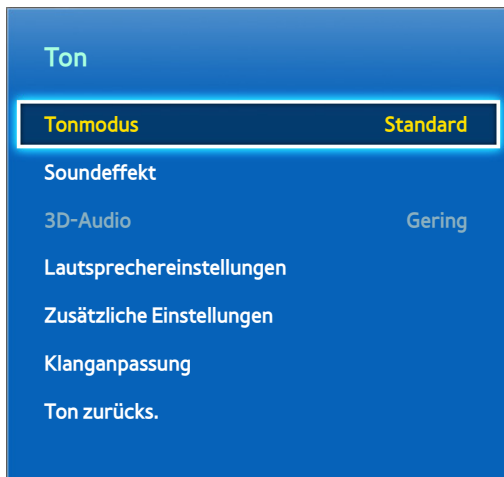 Ton
Tonmodus Standard
Soundeffekt
3D-Audio Gering
Lautsprechereinstellungen
Zusätzliche Einstellungen
Klanganpassung
Ton zurücks.